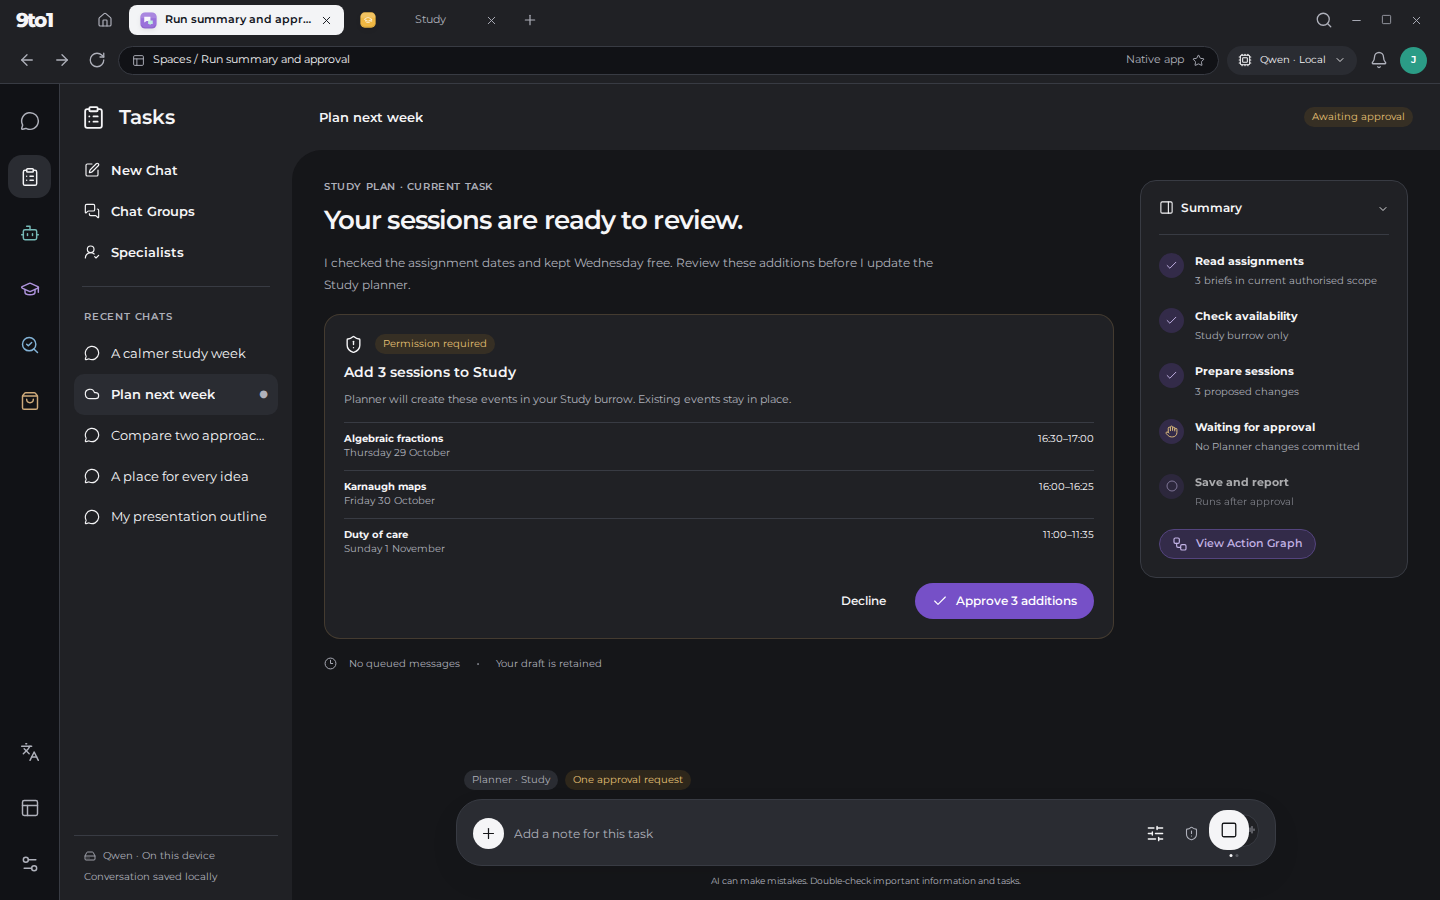 9to1
Run summary and appr...
Study
Spaces / Run summary and approval
Native app
Qwen · Local
J
Tasks
New Chat
Chat Groups
Specialists
RECENT CHATS
A calmer study week
Plan next week
Compare two approac...
A place for every idea
My presentation outline
Qwen · On this device
Conversation saved locally
Plan next week
Awaiting approval
STUDY PLAN · CURRENT TASK
Your sessions are ready to review.
I checked the assignment dates and kept Wednesday free. Review these additions before I update the
Study planner.
Permission required
Add 3 sessions to Study
Planner will create these events in your Study burrow. Existing events stay in place.
Algebraic fractions
16:30–17:00
Thursday 29 October
Karnaugh maps
16:00–16:25
Friday 30 October
Duty of care
11:00–11:35
Sunday 1 November
Decline
Approve 3 additions
No queued messages · Your draft is retained
Summary
Read assignments
3 briefs in current authorised scope
Check availability
Study burrow only
Prepare sessions
3 proposed changes
Waiting for approval
No Planner changes committed
Save and report
Runs after approval
View Action Graph
Planner · Study
One approval request
Add a note for this task
AI can make mistakes. Double-check important information and tasks.